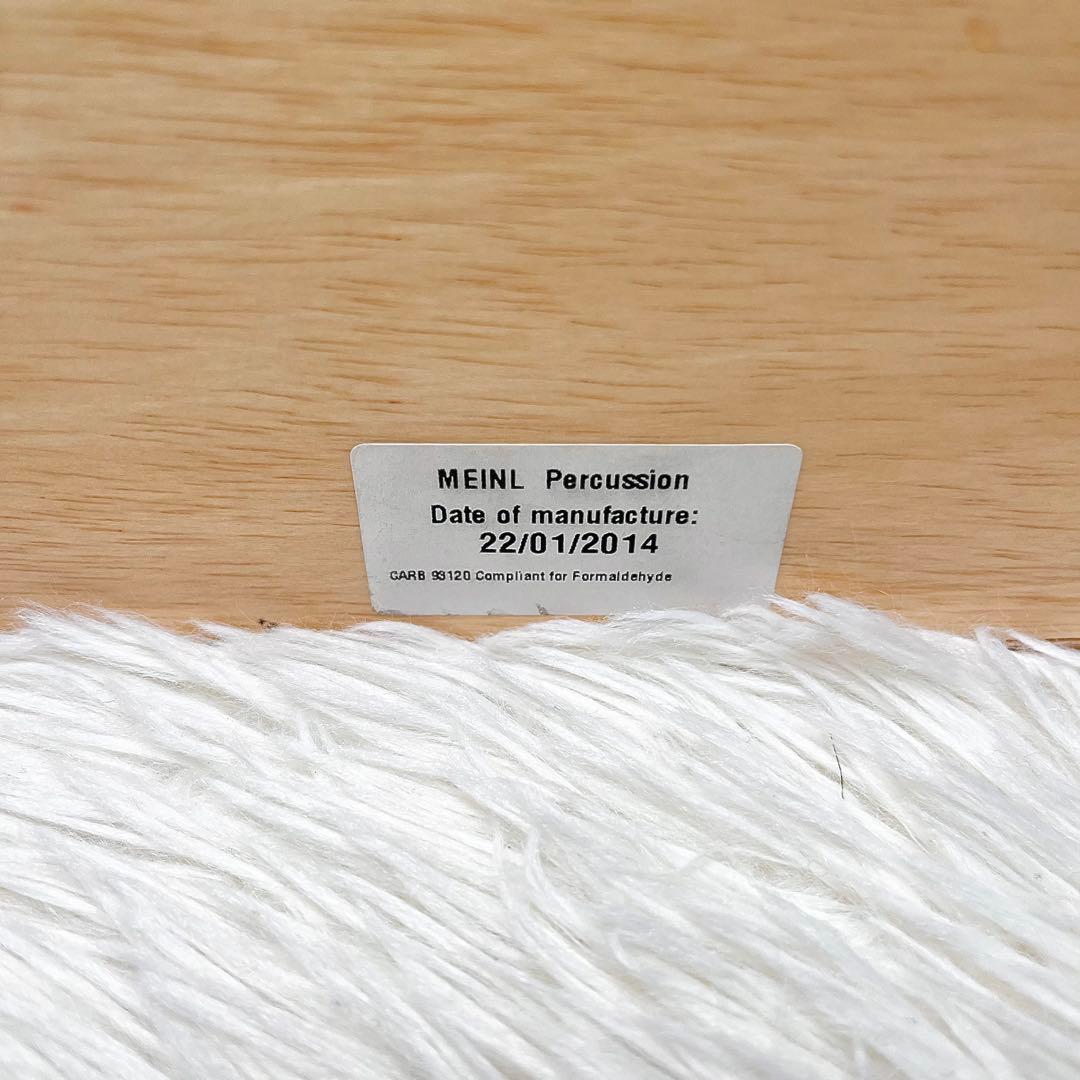 MEINL Percussion
Date of manufacture:
22/01/2014
CARB 93120 Compliant for Formaldehyde